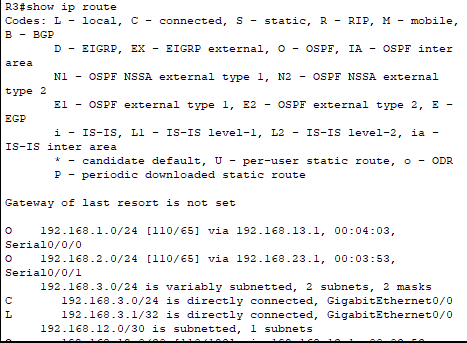 R3#show ip route
Codes: L - local, C - connected, S - static, R - RIP, M - mobile,
B - BGP
       D - EIGRP, EX - EIGRP external, O - OSPF, IA - OSPF inter
area
       N1 - OSPF NSSA external type 1, N2 - OSPF NSSA external
type 2
       E1 - OSPF external type 1, E2 - OSPF external type 2, E -
EGP
       i - IS-IS, L1 - IS-IS level-1, L2 - IS-IS level-2, ia -
IS-IS inter area
       * - candidate default, U - per-user static route, o - ODR
       P - periodic downloaded static route

Gateway of last resort is not set

O    192.168.1.0/24 [110/65] via 192.168.13.1, 00:04:03,
Serial0/0/0
O    192.168.2.0/24 [110/65] via 192.168.23.1, 00:03:53,
Serial0/0/1
     192.168.3.0/24 is variably subnetted, 2 subnets, 2 masks
C       192.168.3.0/24 is directly connected, GigabitEthernet0/0
L       192.168.3.1/32 is directly connected, GigabitEthernet0/0
     192.168.12.0/30 is subnetted, 1 subnets